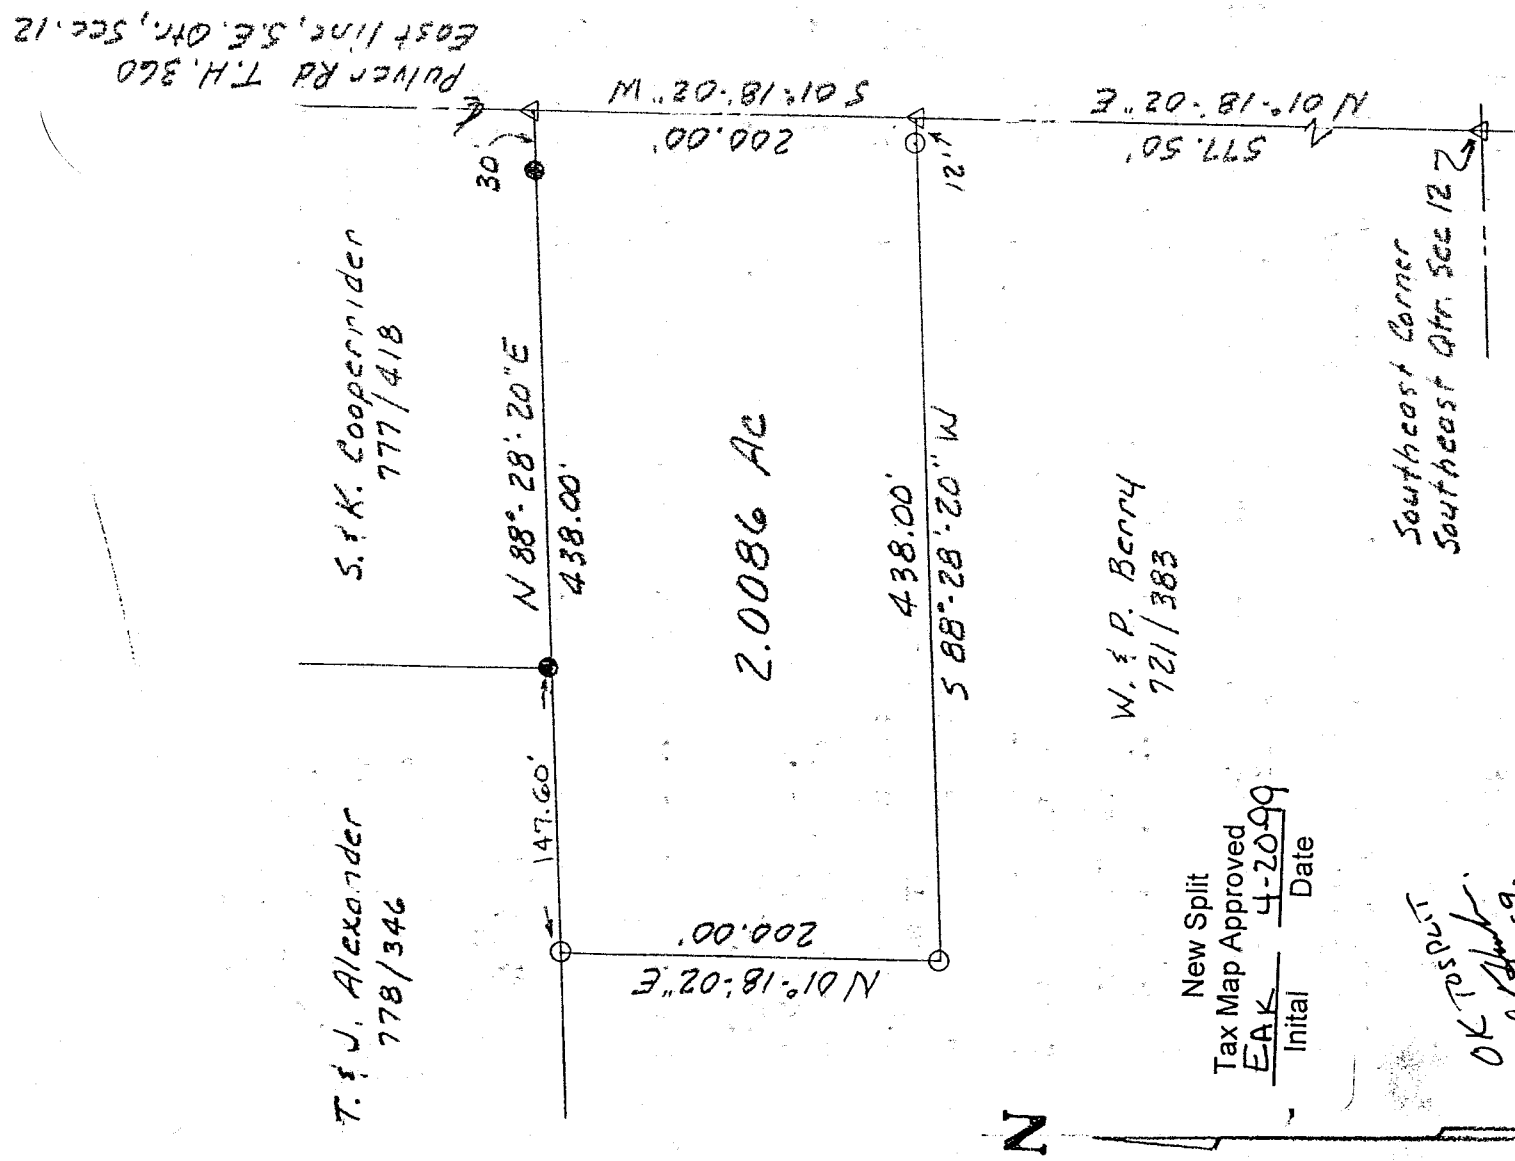 Pulver Rd T.H. 360
East line, S.E. Qtr., Sec. 12
S 01°-18'-02" W
200.00'
N 01°-18'-02" E
577.50'
30'
12'
S. & K. Cooperrider
777/418
N 88°-28'-20" E
438.00'
2.0086 Ac
438.00'
S 88°-28'-20" W
Southeast Corner
Southeast Qtr. Sec 12
T. & J. Alexander
778/346
147.60'
200.00'
N 01°-18'-02" E
W. & P. Berry
721/383
New Split
Tax Map Approved
EAK 4-20-99
Inital Date
OK TO SPLIT
N